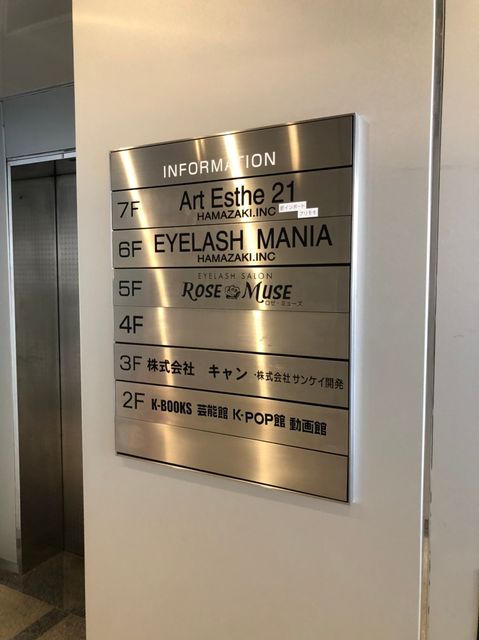 INFORMATION
7F Art Esthe 21
HAMAZAKI.INC
6F EYELASH MANIA
HAMAZAKI.INC
EYELASH SALON
5F ROSE MUSE
ロゼ・ミューズ
4F
3F 株式会社 キャン ・株式会社サンケイ開発
2F K-BOOKS 芸能館 K-POP館 動画館